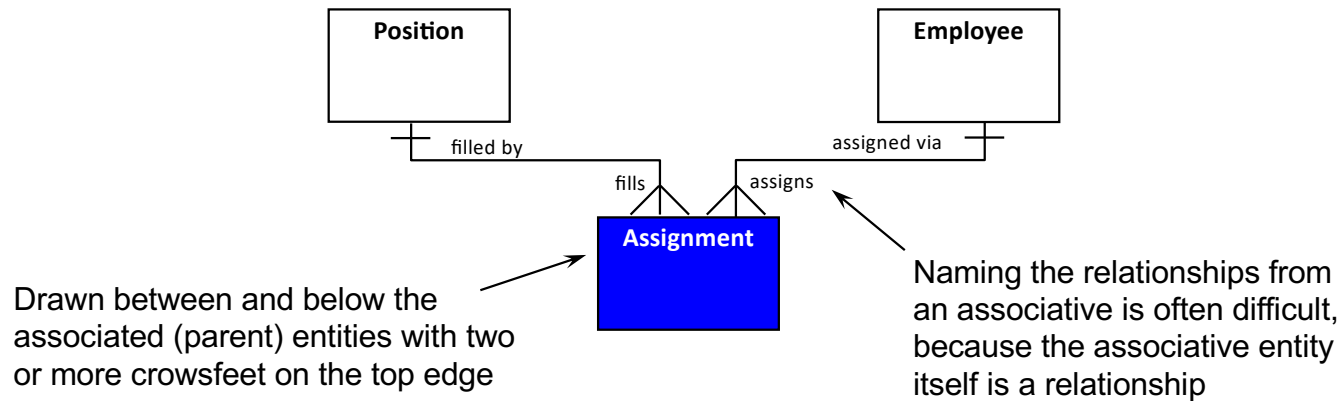 Position
Employee
filled by
assigned via
fills
assigns
Assignment
Drawn between and below the
associated (parent) entities with two
or more crowsfeet on the top edge
Naming the relationships from
an associative is often difficult,
because the associative entity
itself is a relationship